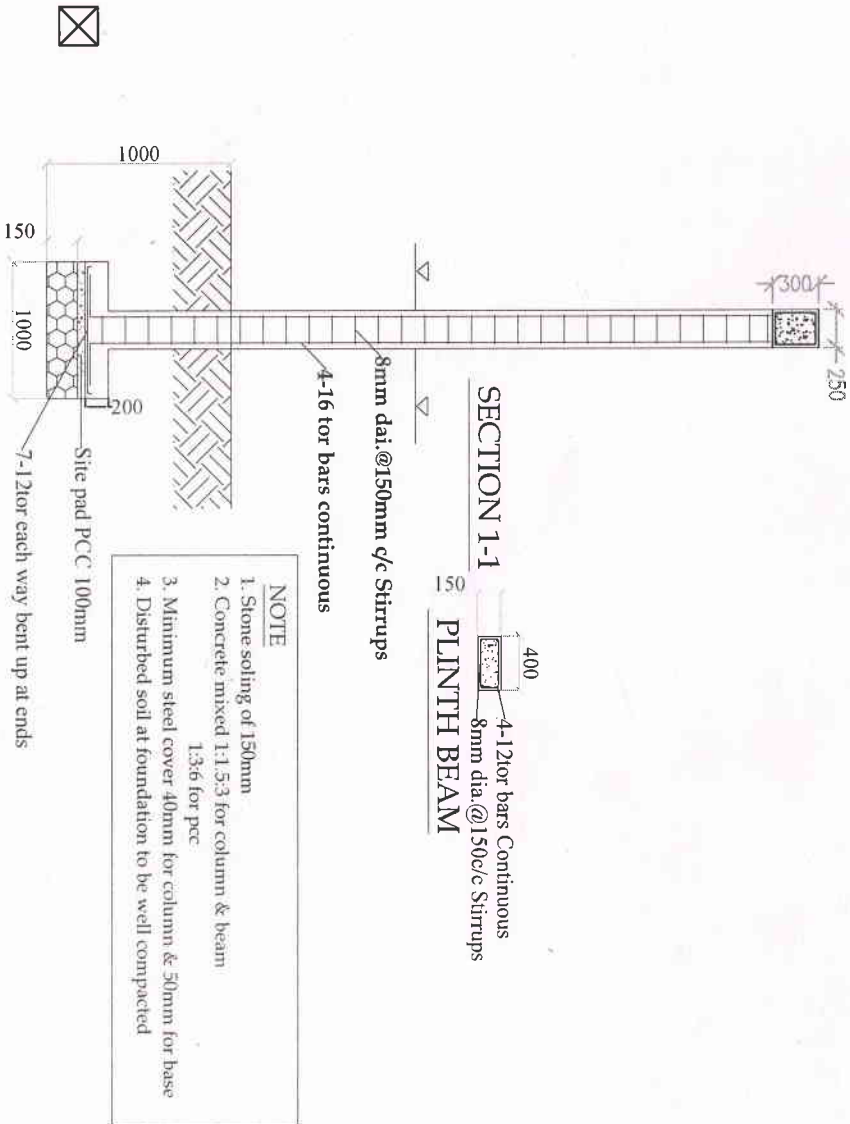 1000
150
1000
200
300
250
8mm dai.@150mm c/c Stirrups
4-16 tor bars continuous
Site pad PCC 100mm
7-12tor each way bent up at ends
SECTION 1-1
150
400
4-12tor bars Continuous
8mm dia.@150c/c Stirrups
PLINTH BEAM
NOTE
1. Stone soling of 150mm
2. Concrete mixed 1:1.5:3 for column & beam
1:3:6 for pcc
3. Minimum steel cover 40mm for column & 50mm for base
4. Disturbed soil at foundation to be well compacted